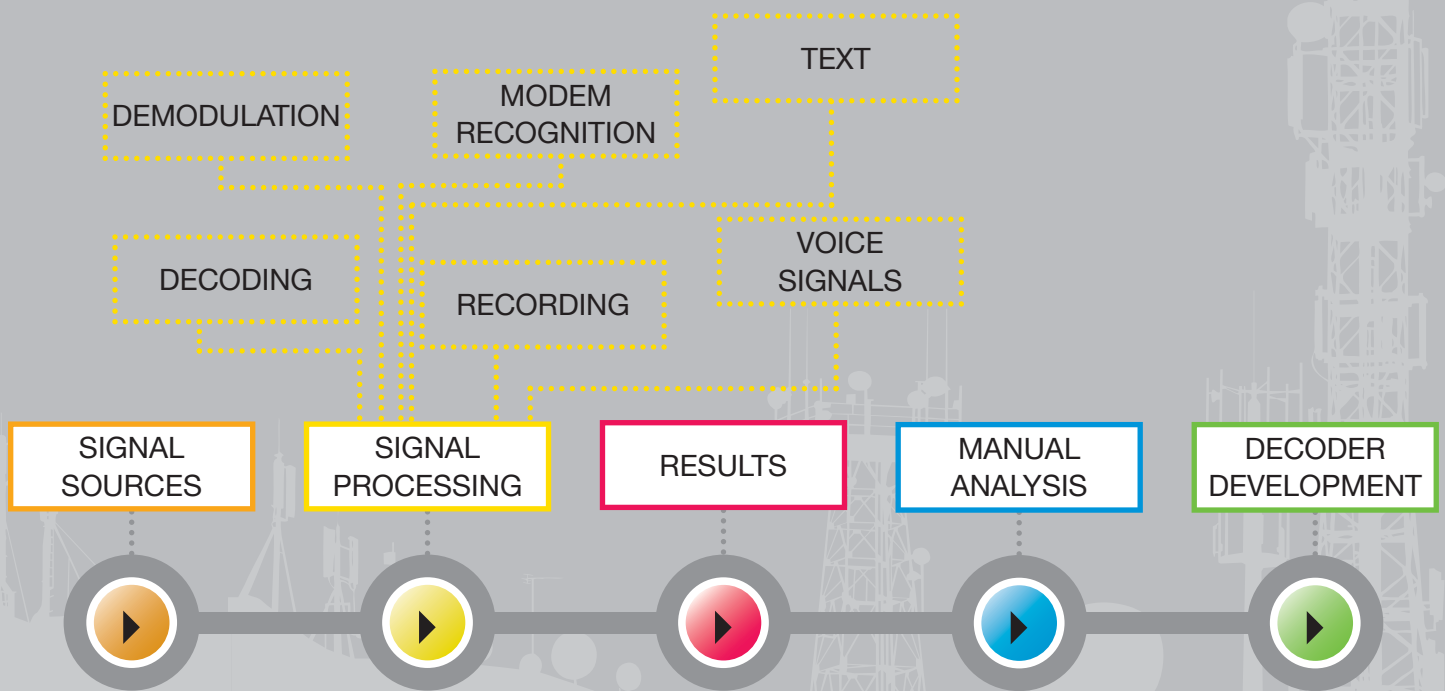 TEXT
DEMODULATION
MODEM
RECOGNITION
VOICE
SIGNALS
DECODING
RECORDING
SIGNAL
SOURCES
SIGNAL
PROCESSING
RESULTS
MANUAL
ANALYSIS
DECODER
DEVELOPMENT